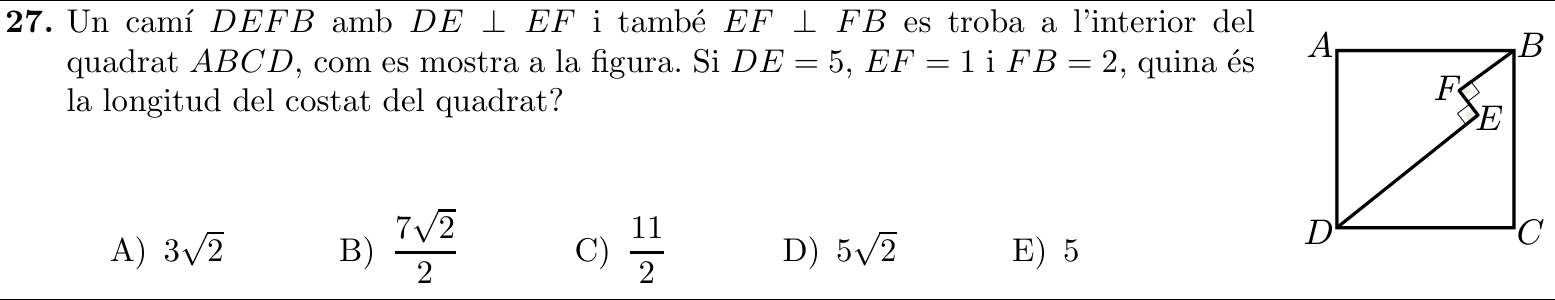 27. Un camí DEFB amb DE ⊥ EF i també EF ⊥ FB es troba a l'interior del
quadrat ABCD, com es mostra a la figura. Si DE = 5, EF = 1 i FB = 2, quina és
la longitud del costat del quadrat?
A) 3√2 B) 7√2/2 C) 11/2 D) 5√2 E) 5
A B
F
E
D C